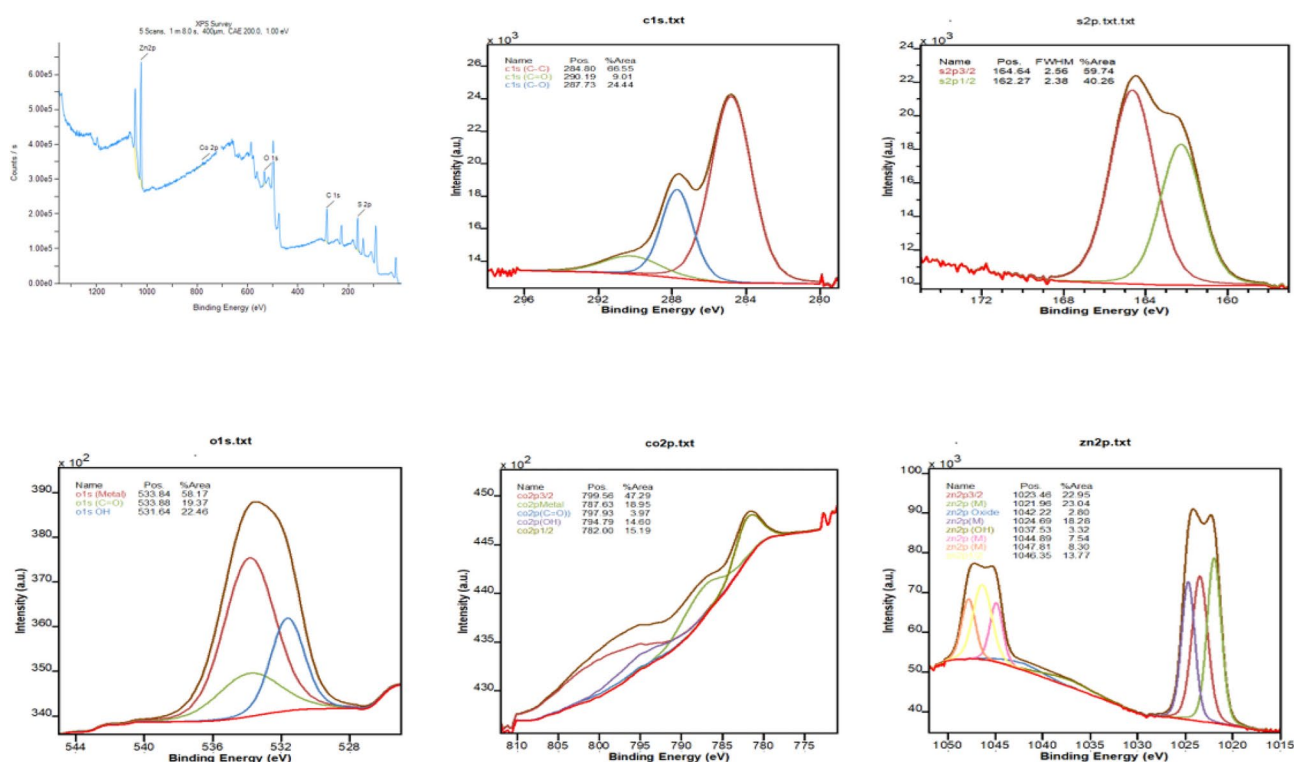 XPS Survey
5 Scans, 1 m 8.0 s, 400µm, CAE 200.0, 1.00 eV
Zn2p
Co 2p
O 1s
C 1s
S 2p
6.00e5
5.00e5
4.00e5
3.00e5
2.00e5
1.00e5
0.00e0
Counts / s
1200 1000 800 600 400 200
Binding Energy (eV)
c1s.txt
x 10³
Name Pos. %Area
c1s (C-C) 284.80 66.55
c1s (C=O) 290.19 9.01
c1s (C-O) 287.73 24.44
26
24
22
20
18
16
14
Intensity (a.u.)
296 292 288 284 280
Binding Energy (eV)
s2p.txt.txt
x 10³
Name Pos. FWHM %Area
s2p3/2 164.64 2.56 59.74
s2p1/2 162.27 2.38 40.26
24
22
20
18
16
14
12
10
Intensity (a.u.)
172 168 164 160
Binding Energy (eV)
o1s.txt
x 10²
Name Pos. %Area
o1s (Metal) 533.84 58.17
o1s (C=O) 533.88 19.37
o1s OH 531.64 22.46
390
380
370
360
350
340
Intensity (a.u.)
544 540 536 532 528
Binding Energy (eV)
co2p.txt
x 10²
Name Pos. %Area
co2p3/2 799.56 47.29
co2pMetal 787.63 18.95
co2p(C=O)) 797.93 3.97
co2p(OH) 794.79 14.60
co2p1/2 782.00 15.19
450
445
440
435
430
Intensity (a.u.)
810 805 800 795 790 785 780 775
Binding Energy (eV)
zn2p.txt
x 10³
Name Pos. %Area
zn2p3/2 1023.46 22.95
zn2p (M) 1021.96 23.04
zn2p Oxide 1042.22 2.80
zn2p(M) 1024.69 18.28
zn2p (OH) 1037.53 3.32
zn2p (M) 1044.89 7.54
zn2p (M) 1047.81 8.30
1046.35 13.77
100
90
80
70
60
50
40
Intensity (a.u.)
1050 1045 1040 1035 1030 1025 1020 1015
Binding Energy (eV)